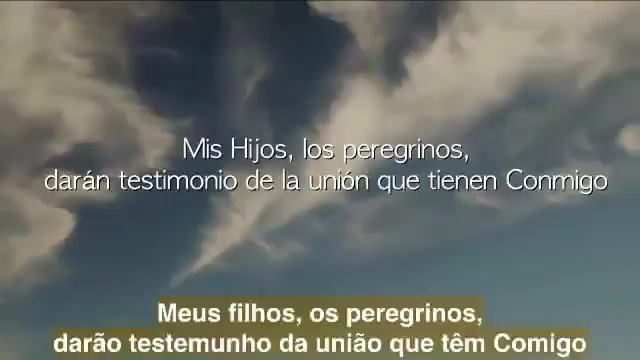 Mis Hijos, los peregrinos,
darán testimonio de la unión que tienen Conmigo
Meus filhos, os peregrinos,
darão testemunho da união que têm Comigo